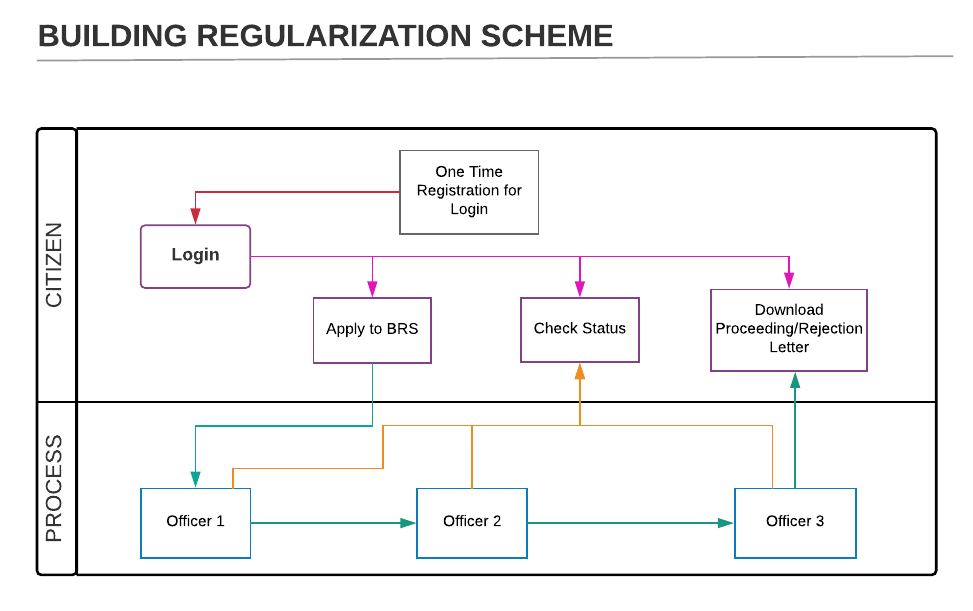 BUILDING REGULARIZATION SCHEME
CITIZEN
One Time
Registration for
Login
Login
Apply to BRS
Check Status
Download
Proceeding/Rejection
Letter
PROCESS
Officer 1
Officer 2
Officer 3